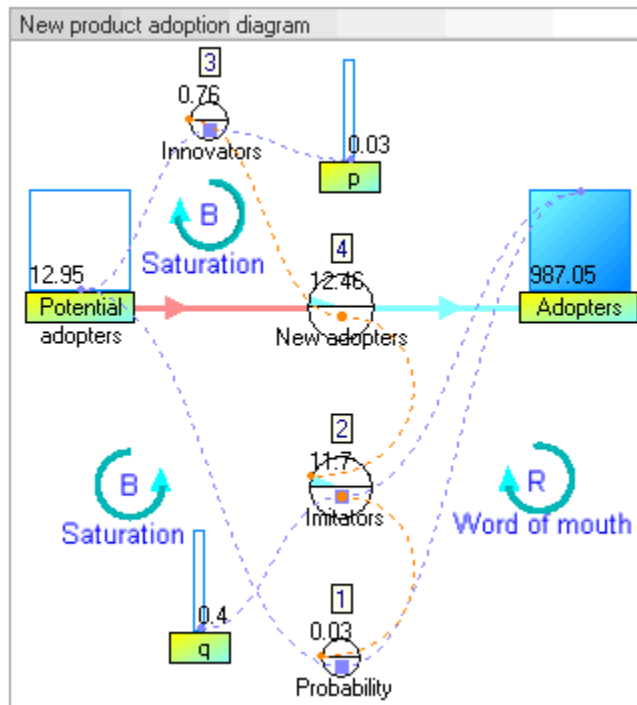 New product adoption diagram
3
0.76
Innovators
0.03
p
B
Saturation
12.95
Potential
adopters
4
12.46
New adopters
987.05
Adopters
2
11.7
Imitators
B
Saturation
R
Word of mouth
0.4
q
1
0.03
Probability